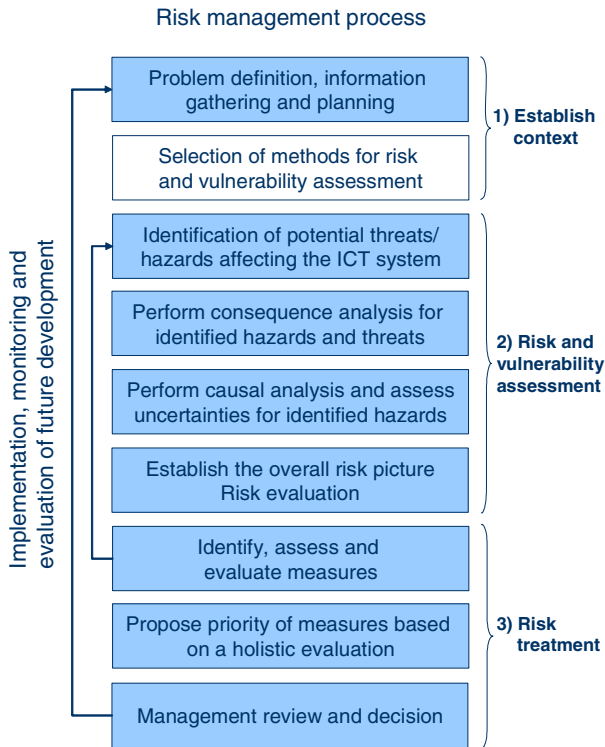 Risk management process
Problem definition, information
gathering and planning
1) Establish
context
Selection of methods for risk
and vulnerability assessment
Implementation, monitoring and
evaluation of future development
Identification of potential threats/
hazards affecting the ICT system
Perform consequence analysis for
identified hazards and threats
2) Risk and
vulnerability
assessment
Perform causal analysis and assess
uncertainties for identified hazards
Establish the overall risk picture
Risk evaluation
Identify, assess and
evaluate measures
Propose priority of measures based
on a holistic evaluation
3) Risk
treatment
Management review and decision